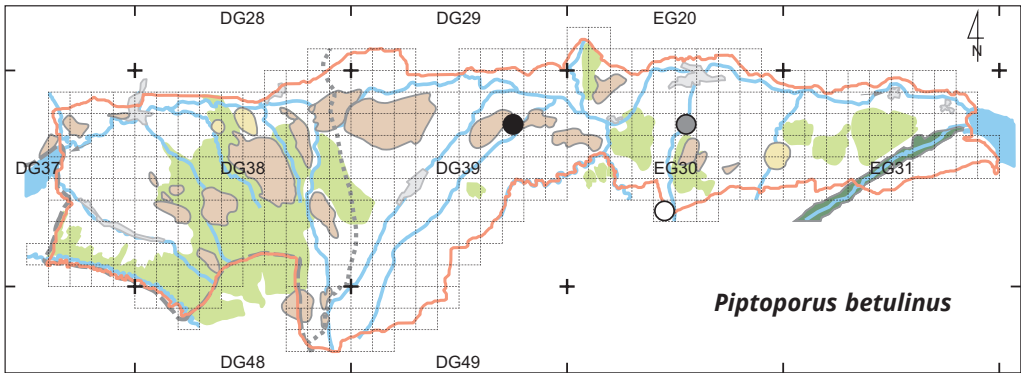 DG28 DG29 EG20
N
DG37 DG38 DG39 EG30 EG31
Piptoporus betulinus
DG48 DG49